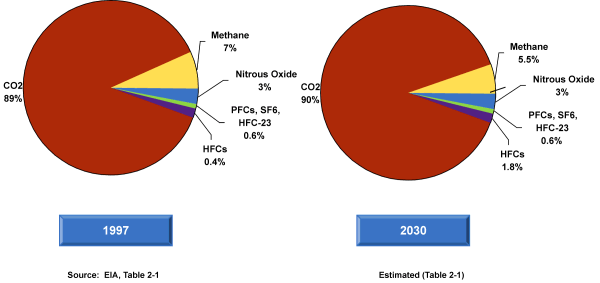 Methane
7%
Nitrous Oxide
3%
CO2
89%
PFCs, SF6,
HFC-23
0.6%
HFCs
0.4%
1997
Source: EIA, Table 2-1
Methane
5.5%
Nitrous Oxide
3%
CO2
90%
PFCs, SF6,
HFC-23
0.6%
HFCs
1.8%
2030
Estimated (Table 2-1)